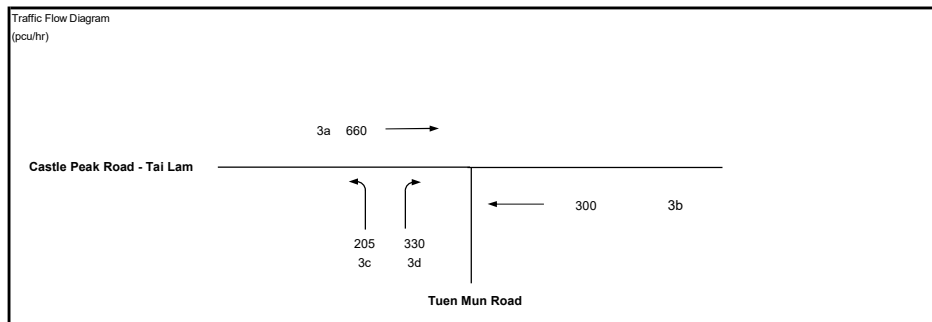 Traffic Flow Diagram
(pcu/hr)
3a 660
Castle Peak Road - Tai Lam
300 3b
205 330
3c 3d
Tuen Mun Road